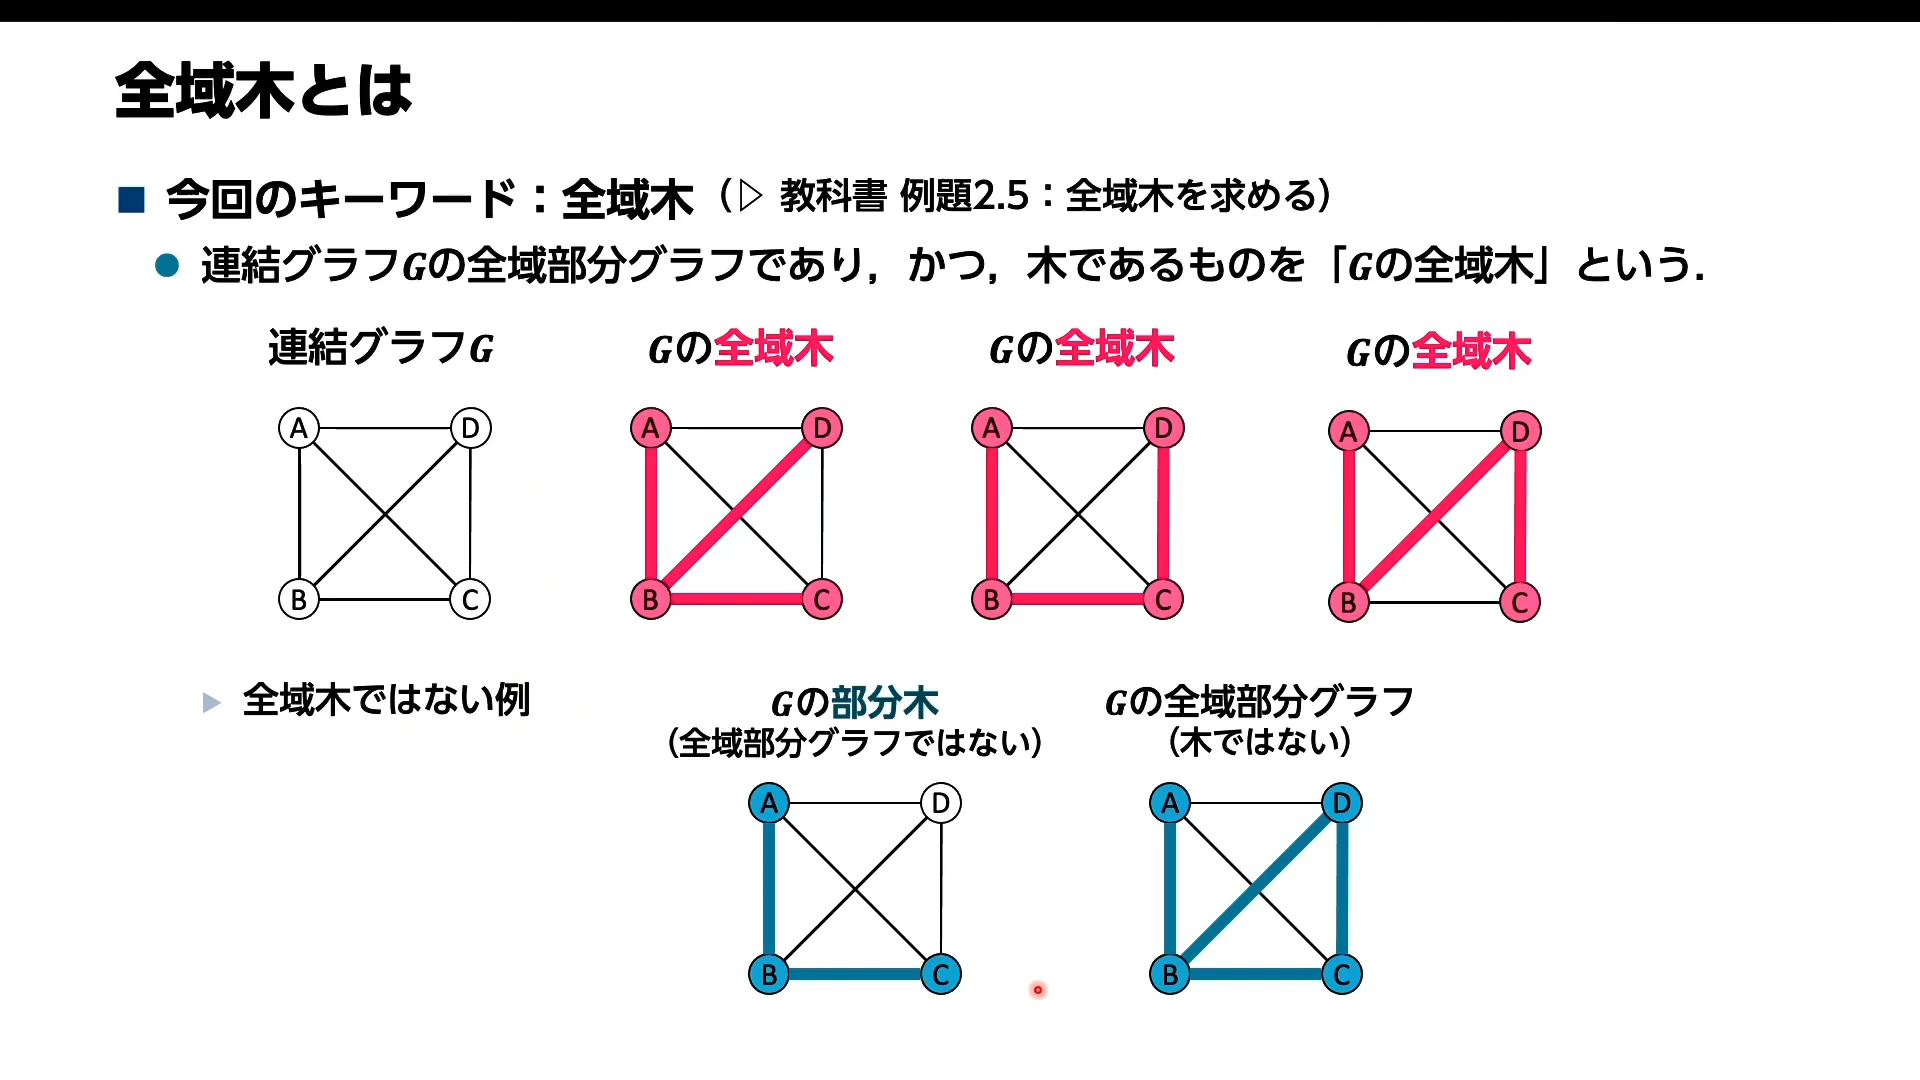 全域木とは
今回のキーワード：全域木（▷ 教科書 例題2.5：全域木を求める）
連結グラフGの全域部分グラフであり，かつ，木であるものを「Gの全域木」という．
連結グラフG
Gの全域木
Gの全域木
Gの全域木
A D
B C
A D
B C
A D
B C
A D
B C
全域木ではない例
Gの部分木
（全域部分グラフではない）
Gの全域部分グラフ
（木ではない）
A D
B C
A D
B C